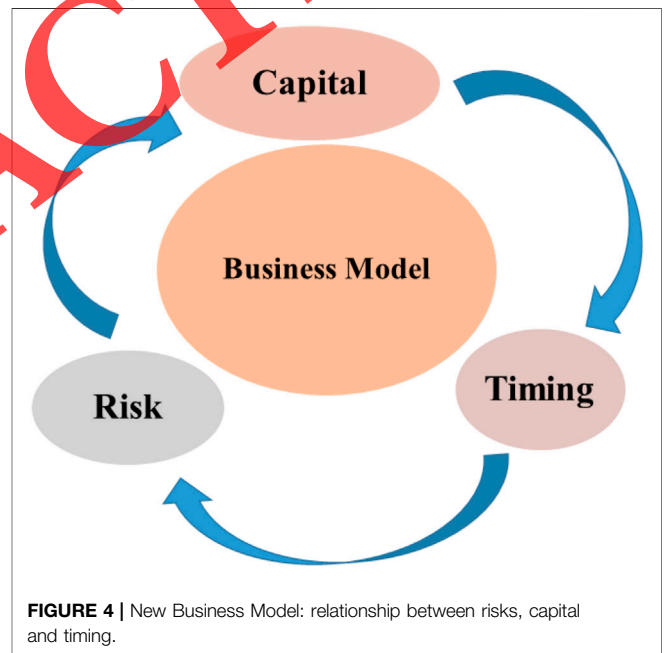 Capital
Business Model
Timing
Risk
FIGURE 4 | New Business Model: relationship between risks, capital
and timing.